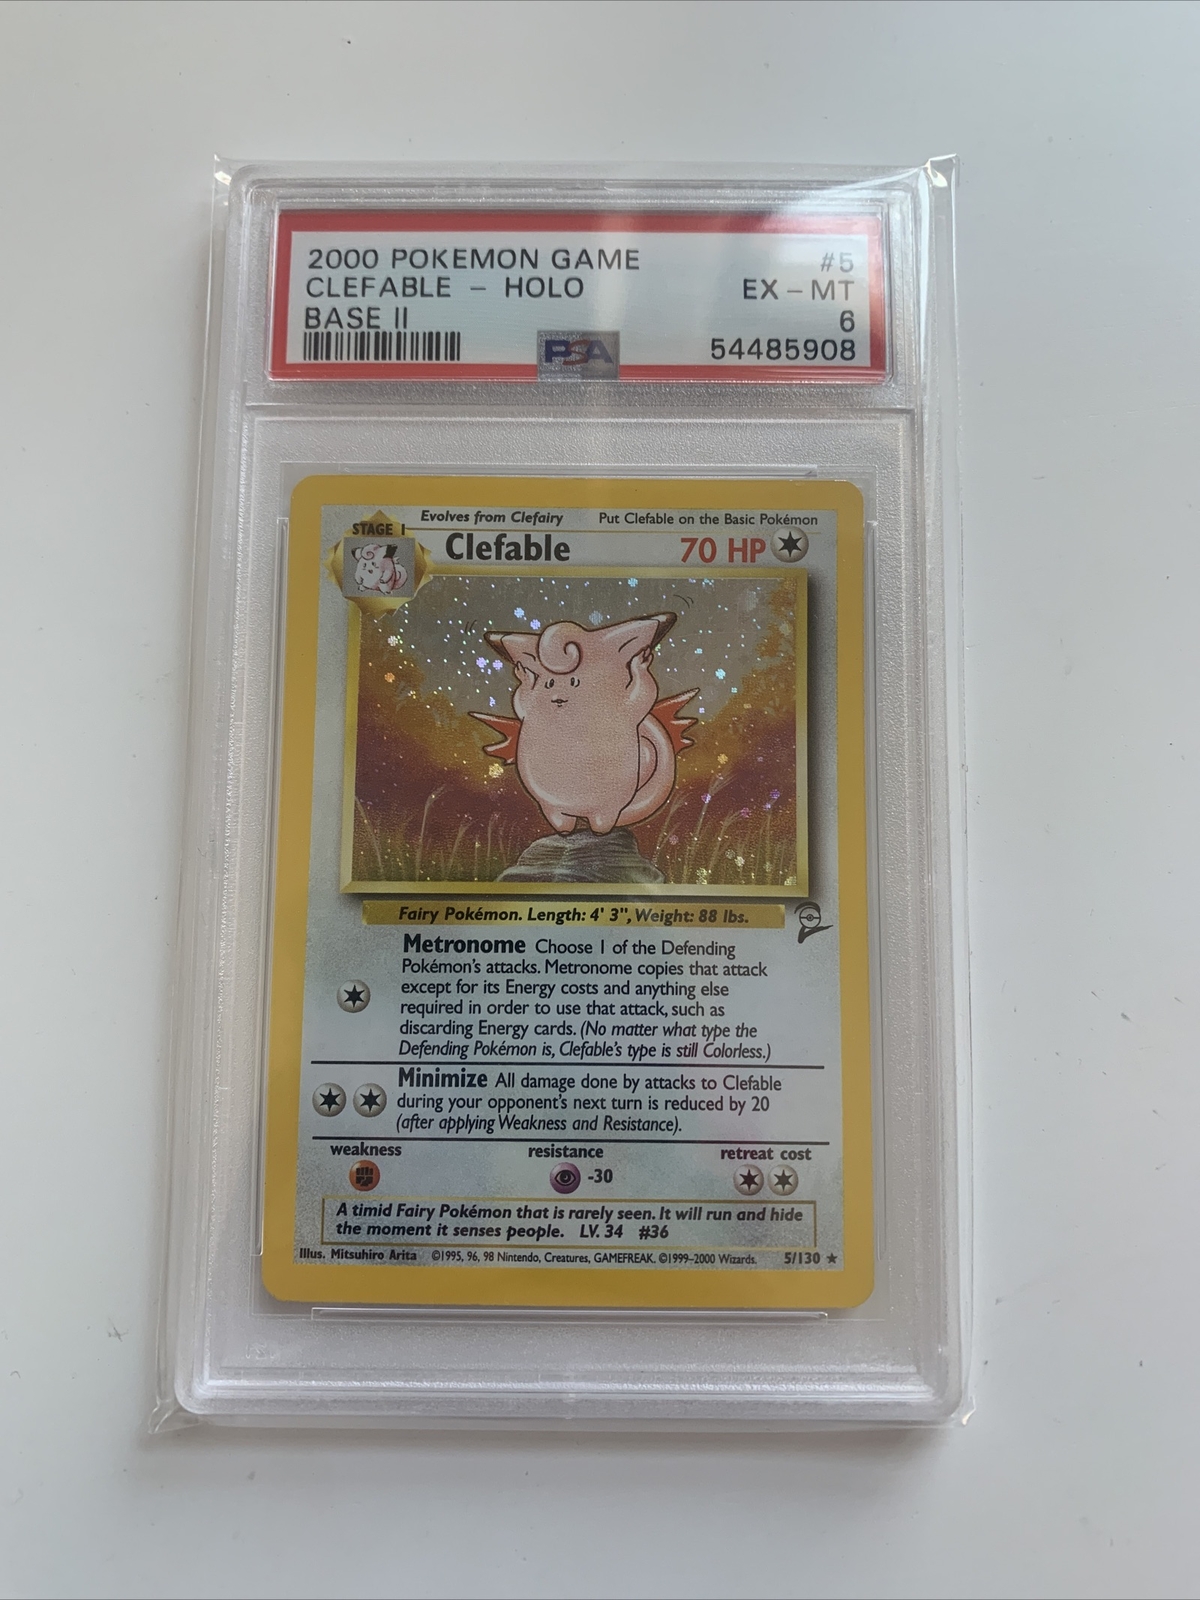 2000 POKEMON GAME #5
CLEFABLE - HOLO EX - MT
BASE II 6
PSA 54485908
STAGE 1
Evolves from Clefairy Put Clefable on the Basic Pokémon
Clefable 70 HP
Fairy Pokémon. Length: 4' 3", Weight: 88 lbs.
Metronome Choose 1 of the Defending
Pokémon's attacks. Metronome copies that attack
except for its Energy costs and anything else
required in order to use that attack, such as
discarding Energy cards. (No matter what type the
Defending Pokémon is, Clefable's type is still Colorless.)
Minimize All damage done by attacks to Clefable
during your opponent's next turn is reduced by 20
(after applying Weakness and Resistance).
weakness resistance retreat cost
-30
A timid Fairy Pokémon that is rarely seen. It will run and hide
the moment it senses people. LV. 34 #36
Illus. Mitsuhiro Arita ©1995, 96, 98 Nintendo, Creatures, GAMEFREAK. ©1999-2000 Wizards. 5/130 ★